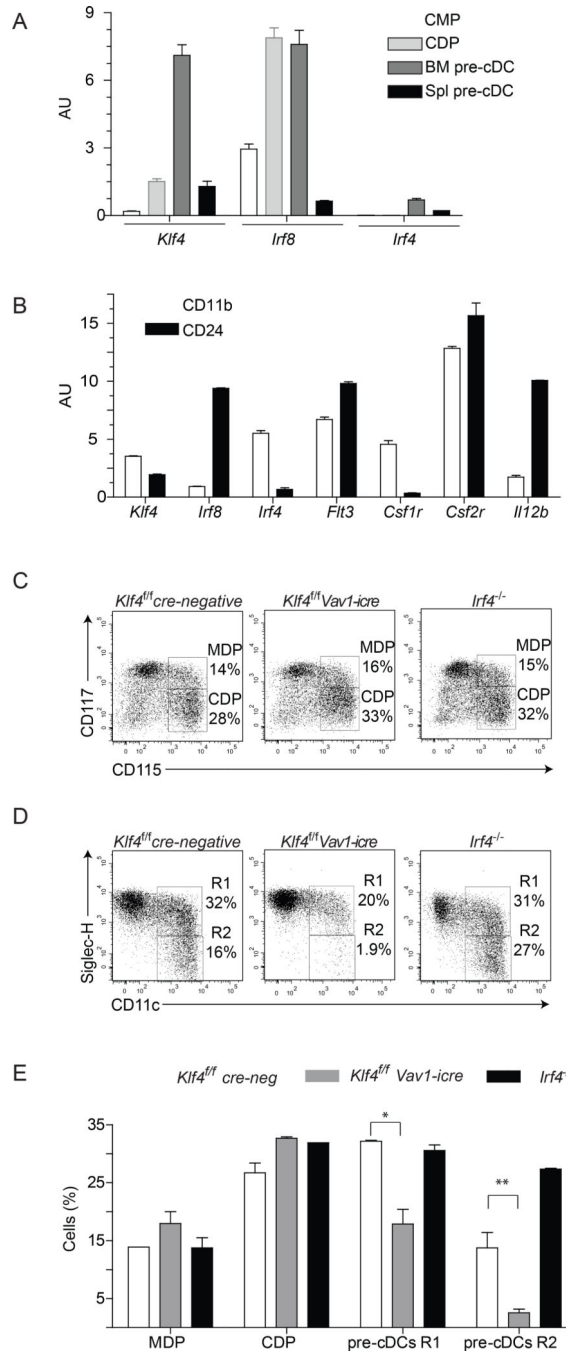 A
9
6
3
0
AU
CMP
CDP
BM pre-cDC
Spl pre-cDC
Klf4 Irf8 Irf4
B
15
10
5
0
AU
CD11b
CD24
Klf4 Irf8 Irf4 Flt3 Csf1r Csf2r Il12b
C
Klf4f/f cre-negative Klf4f/f Vav1-icre Irf4-/-
MDP
14%
CDP
28%
MDP
16%
CDP
33%
MDP
15%
CDP
32%
CD117
CD115
D
Klf4f/f cre-negative Klf4f/f Vav1-icre Irf4-/-
R1
32%
R2
16%
R1
20%
R2
1.9%
R1
31%
R2
27%
Siglec-H
CD11c
E
Klf4f/f cre-neg Klf4f/f Vav1-icre Irf4
35
25
15
5
Cells (%)
*
**
MDP CDP pre-cDCs R1 pre-cDCs R2